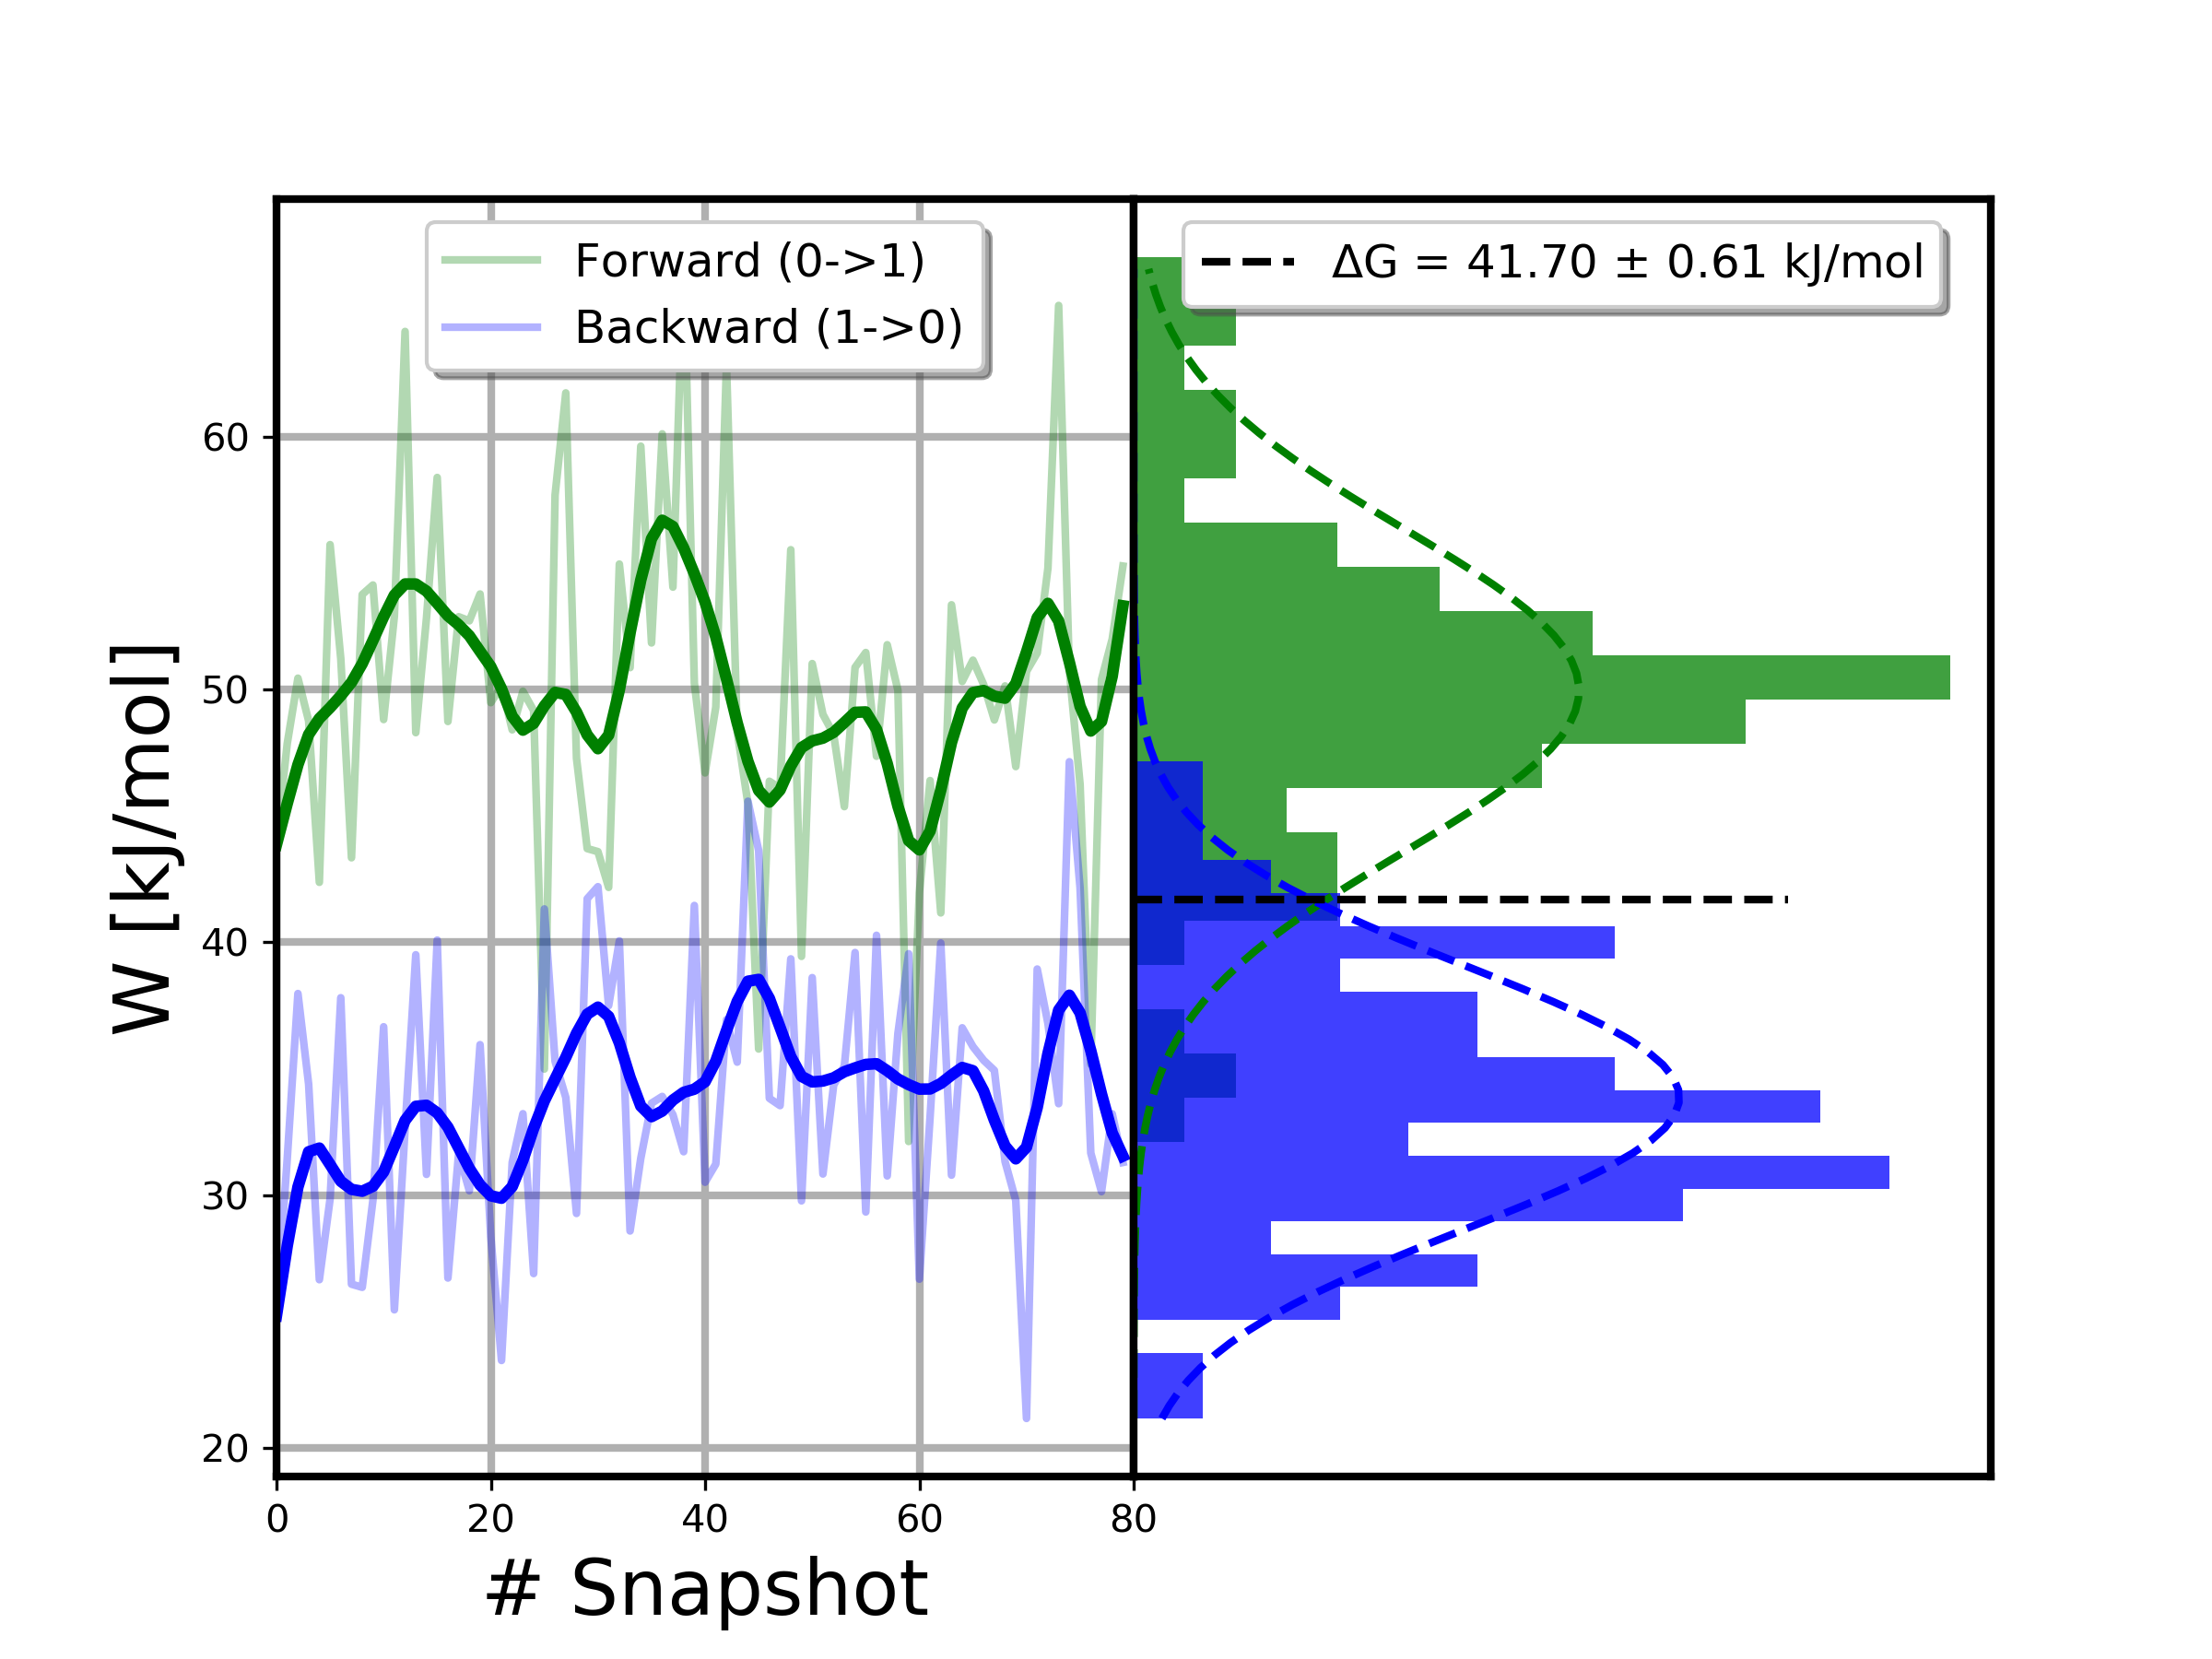 Forward (0->1)
Backward (1->0)
ΔG = 41.70 ± 0.61 kJ/mol
W [kJ/mol]
60
50
40
30
20
0 20 40 60 80
# Snapshot